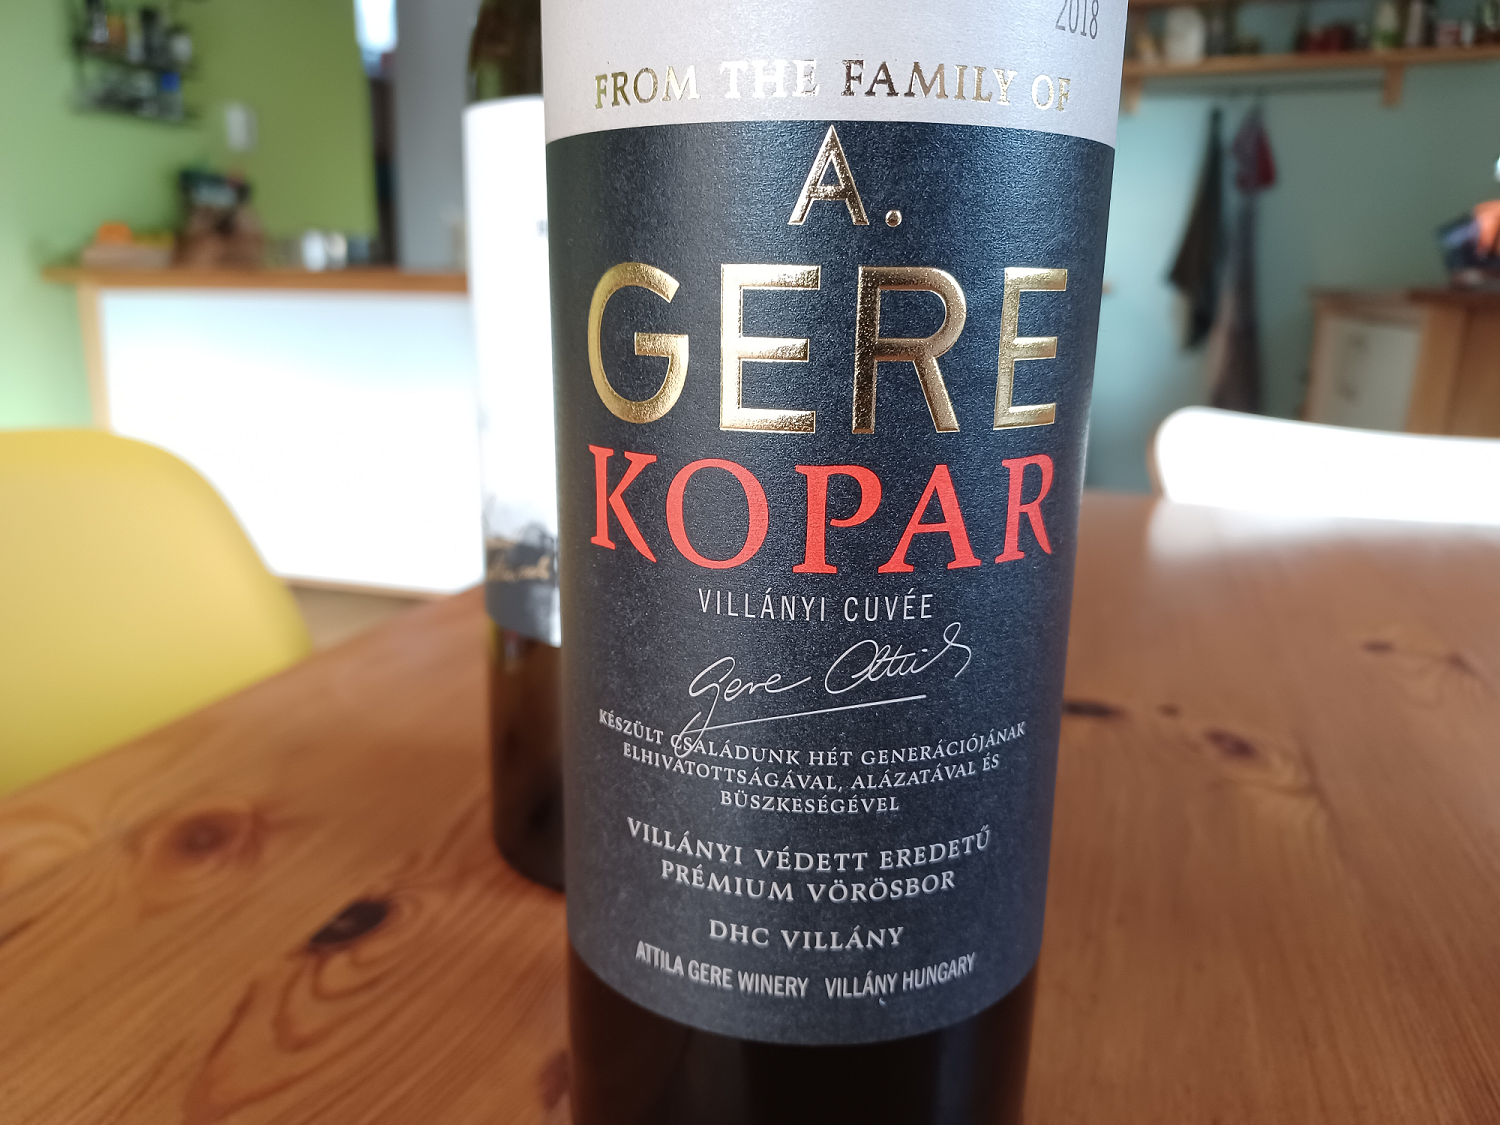 2018
FROM THE FAMILY OF
A.
GERE
KOPAR
VILLÁNYI CUVÉE
Gere Attila
KÉSZÜLT CSALÁDUNK HÉT GENERÁCIÓJÁNAK
ELHIVATOTTSÁGÁVAL, ALÁZATÁVAL ÉS
BÜSZKESÉGÉVEL
VILLÁNYI VÉDETT EREDETŰ
PRÉMIUM VÖRÖSBOR
DHC VILLÁNY
ATTILA GERE WINERY VILLÁNY HUNGARY